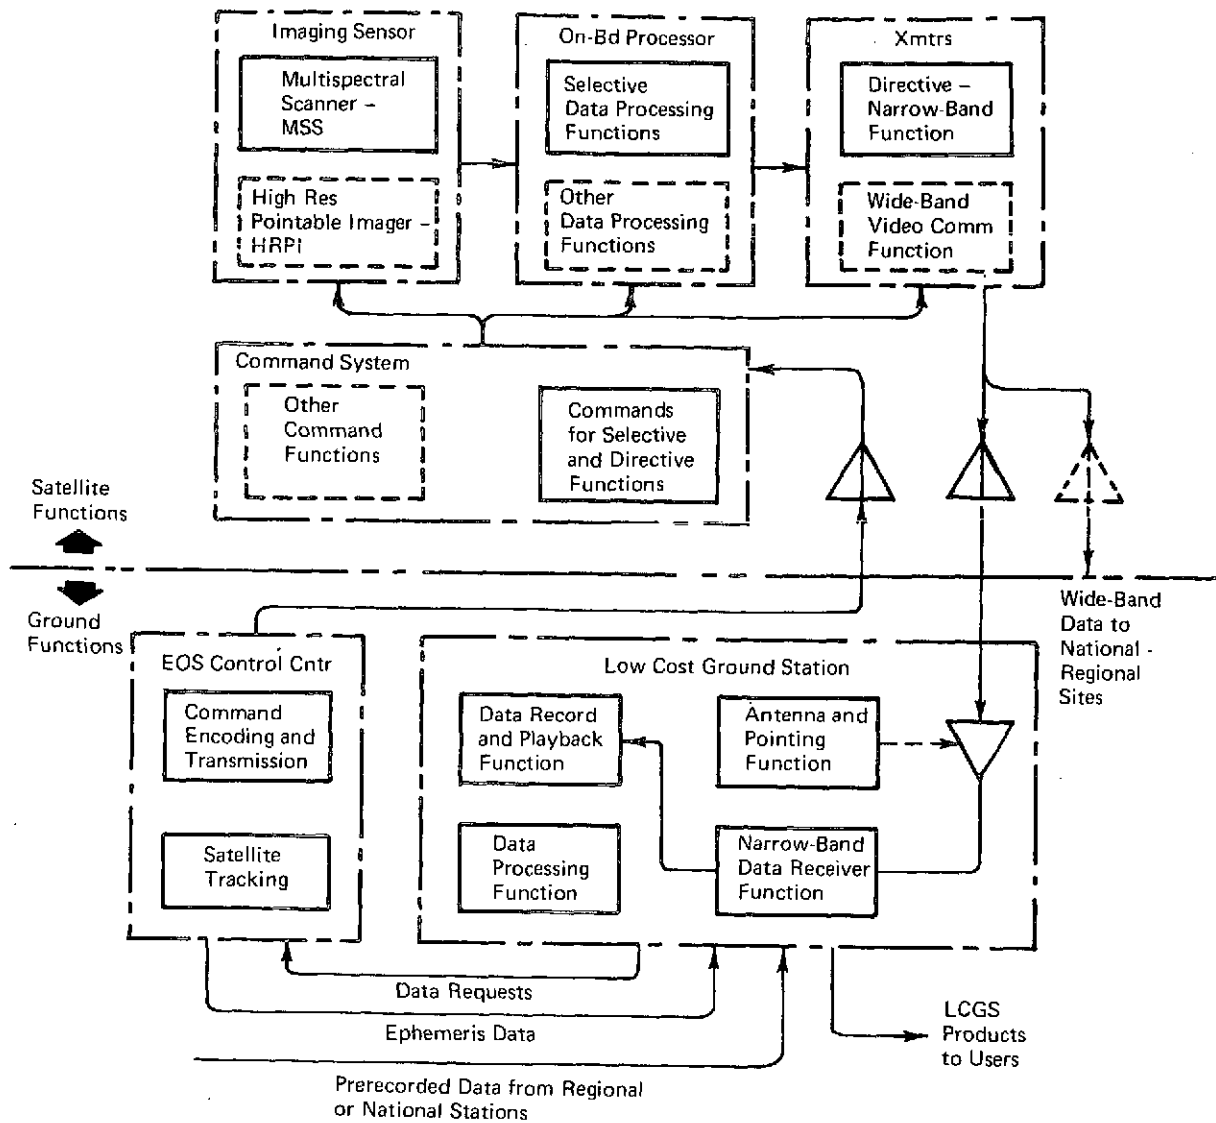 Imaging Sensor
Multispectral
Scanner –
MSS
High Res
Pointable Imager –
HRPI
On-Bd Processor
Selective
Data Processing
Functions
Other
Data Processing
Functions
Xmtrs
Directive –
Narrow-Band
Function
Wide-Band
Video Comm
Function
Command System
Other
Command
Functions
Commands
for Selective
and Directive
Functions
Satellite
Functions
Ground
Functions
Wide-Band
Data to
National -
Regional
Sites
EOS Control Cntr
Command
Encoding and
Transmission
Satellite
Tracking
Low Cost Ground Station
Data Record
and Playback
Function
Antenna and
Pointing
Function
Data
Processing
Function
Narrow-Band
Data Receiver
Function
Data Requests
Ephemeris Data
Prerecorded Data from Regional
or National Stations
LCGS
Products
to Users